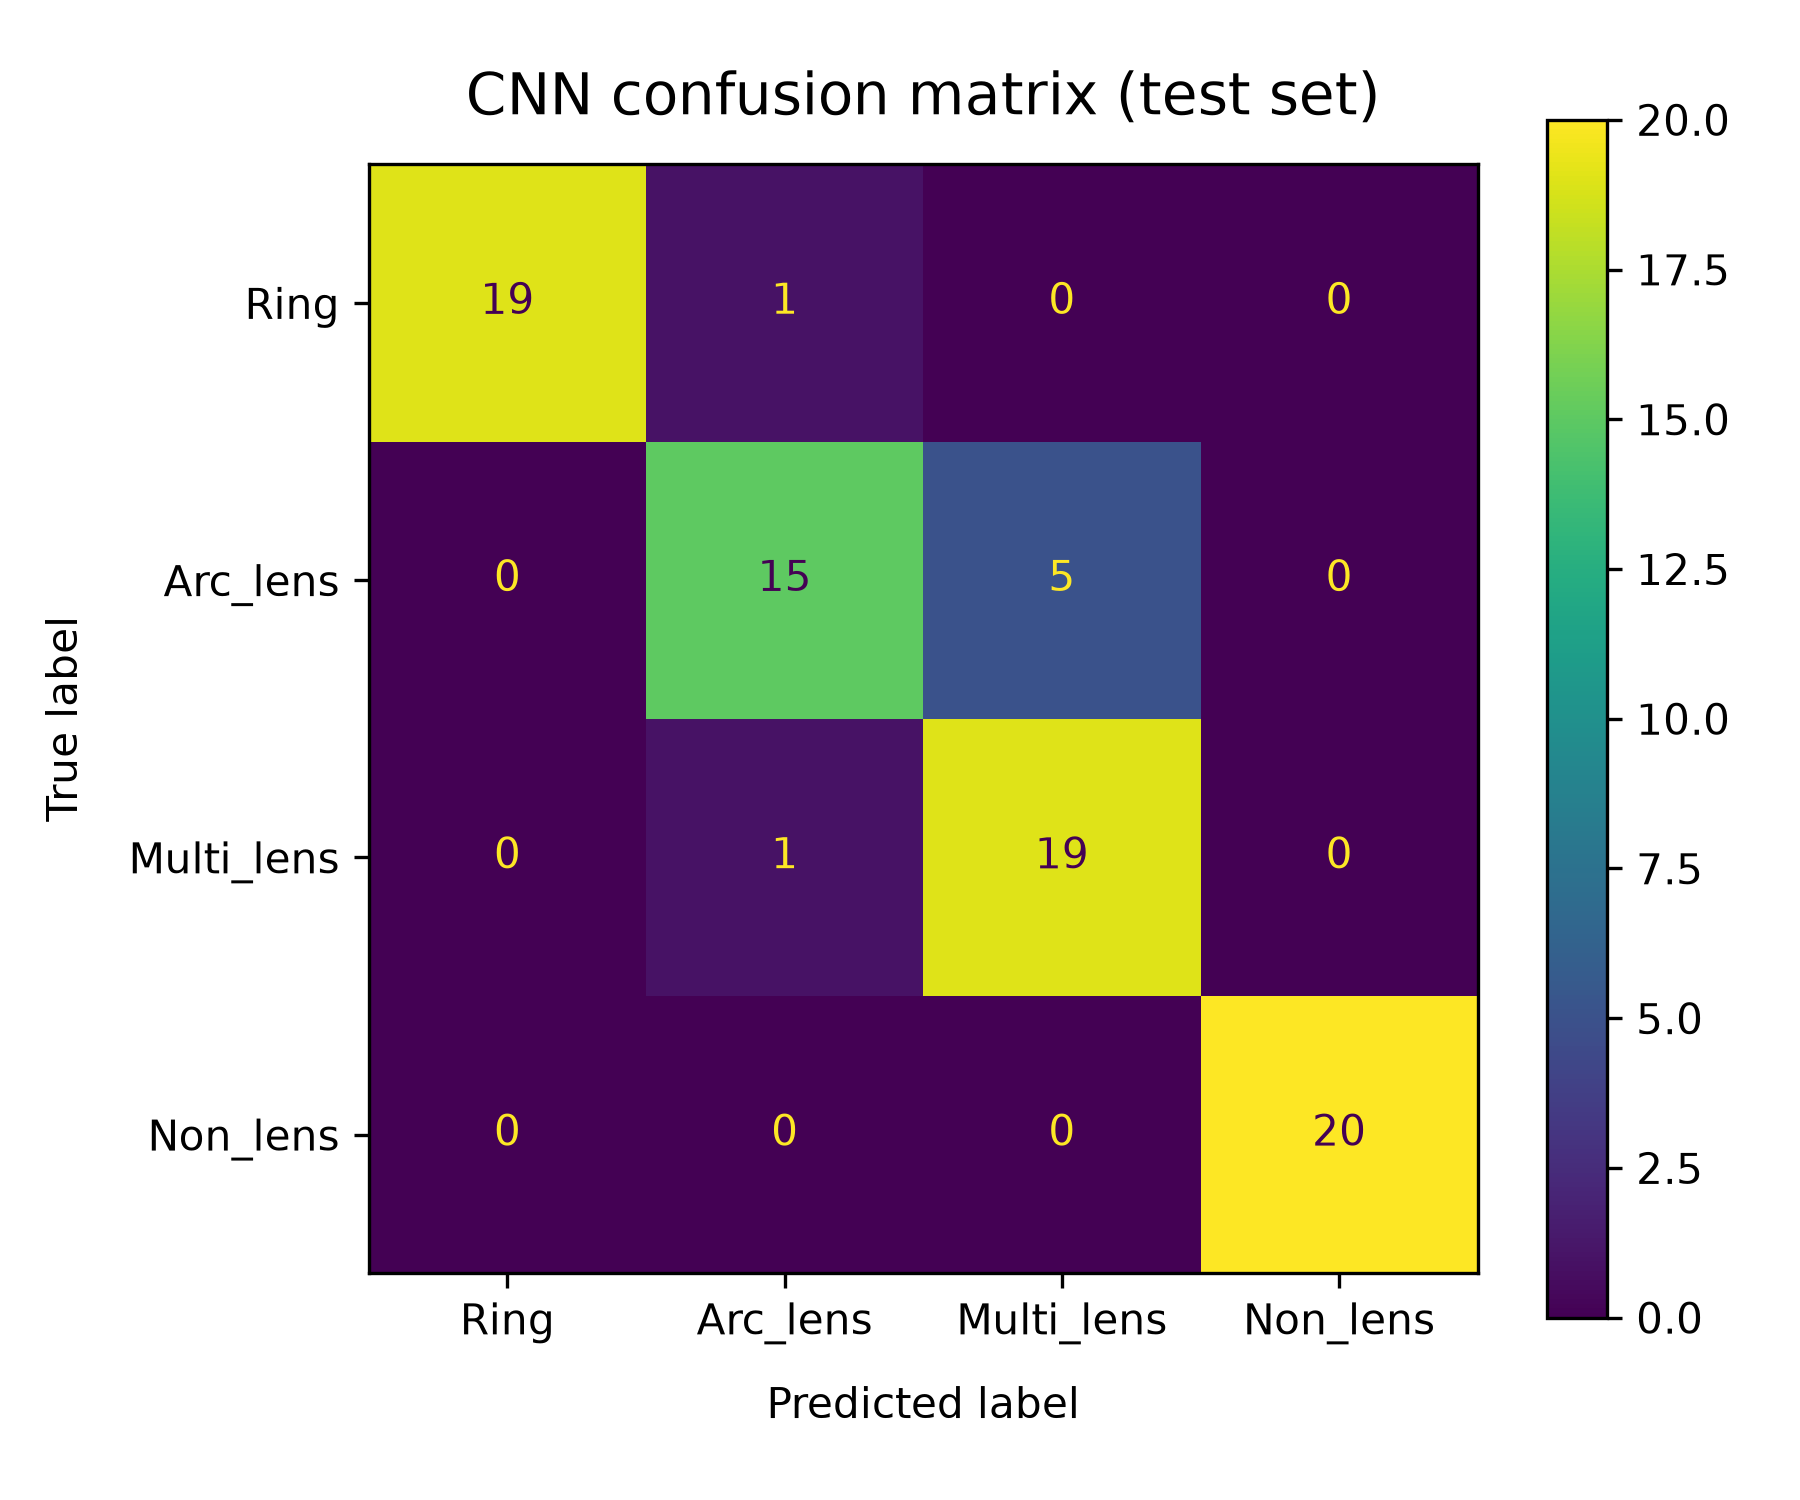 CNN confusion matrix (test set)
True label
Ring
19 1 0 0
Arc_lens
0 15 5 0
Multi_lens
0 1 19 0
Non_lens
0 0 0 20
Ring Arc_lens Multi_lens Non_lens
Predicted label
20.0
17.5
15.0
12.5
10.0
7.5
5.0
2.5
0.0